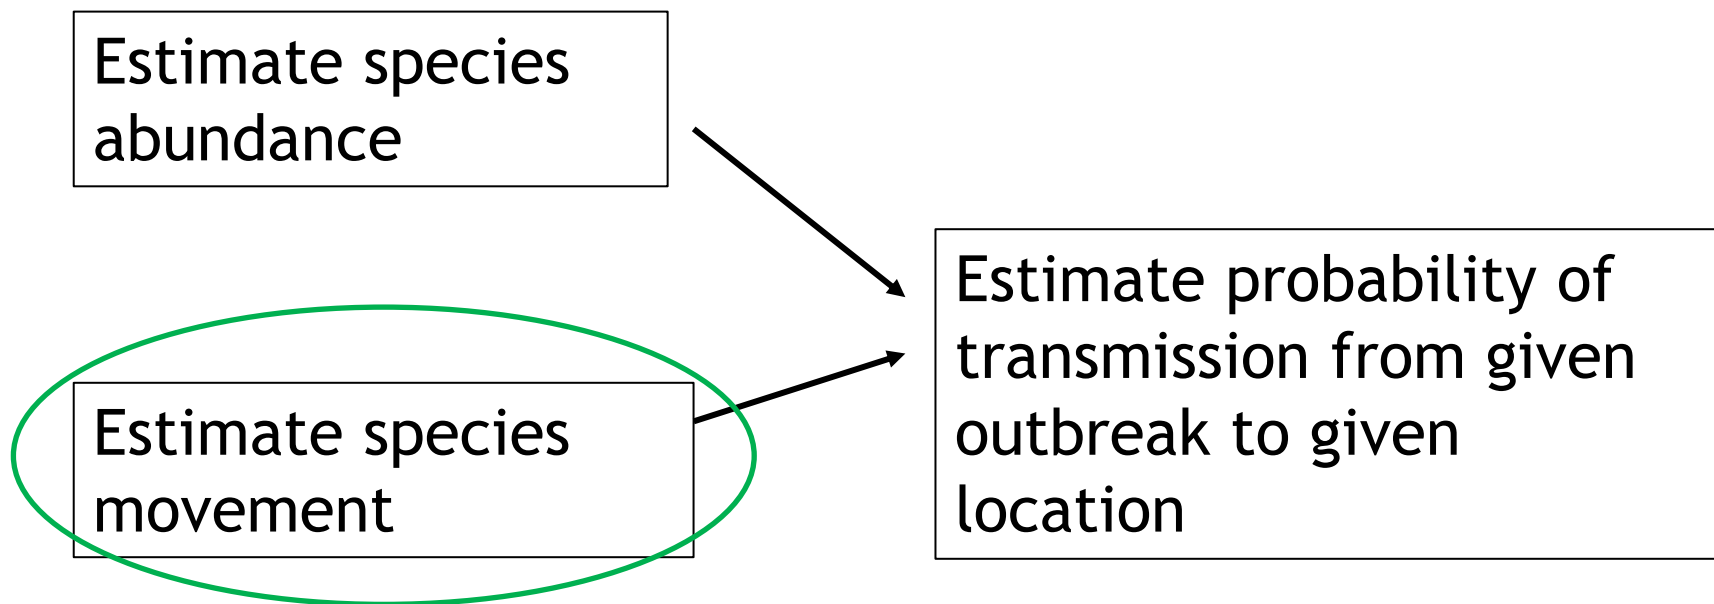 Estimate species
abundance
Estimate species
movement
Estimate probability of
transmission from given
outbreak to given
location